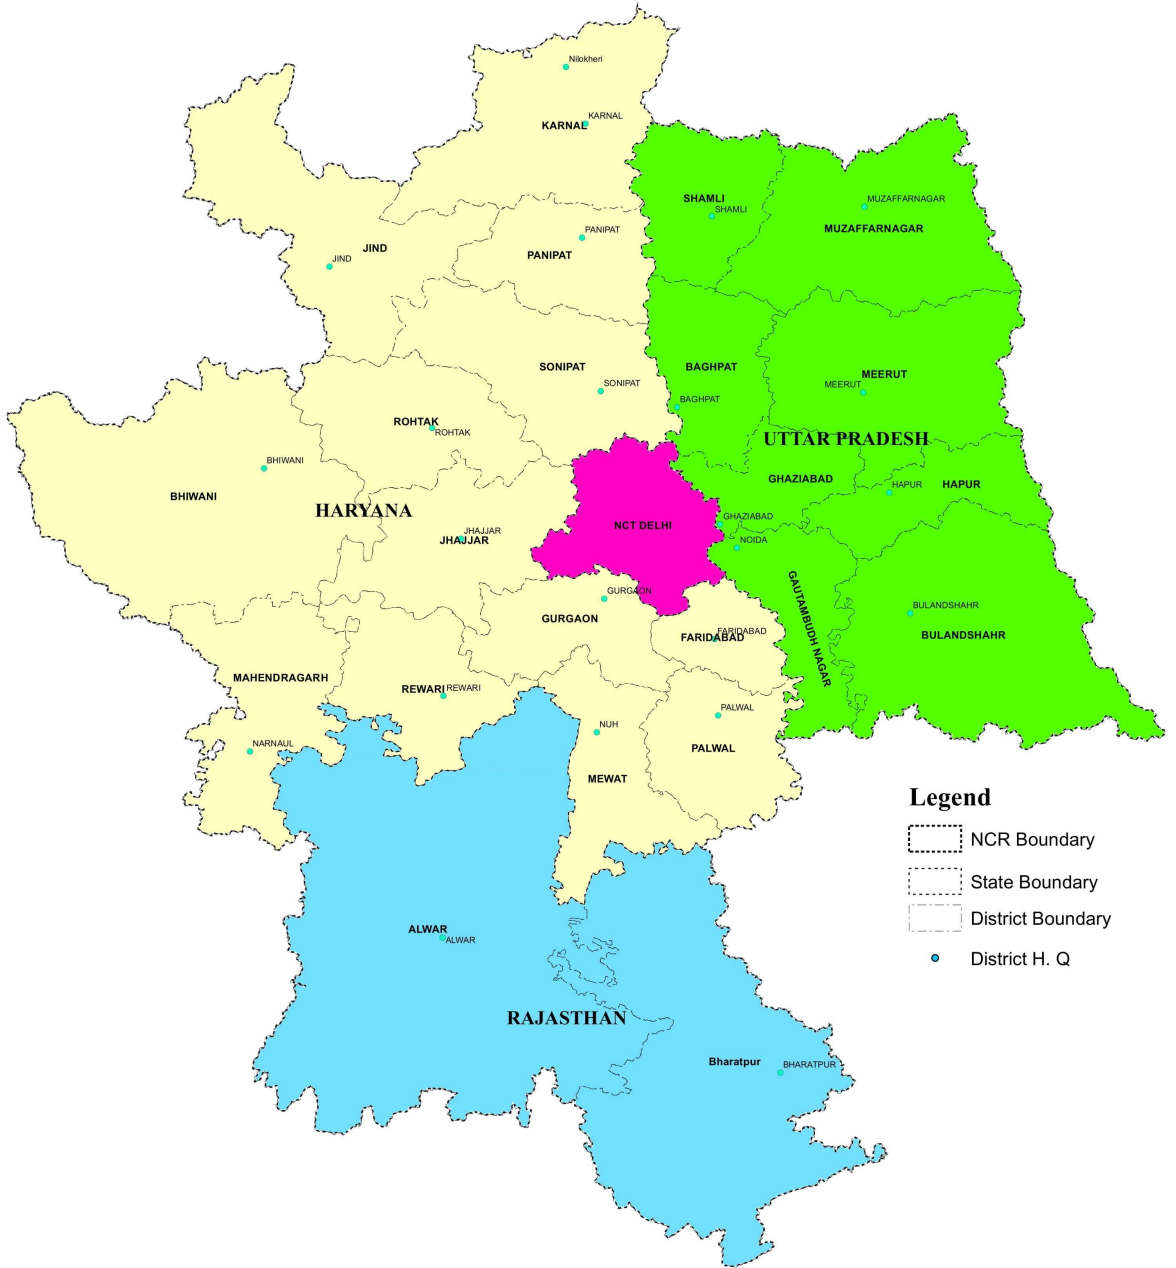 Nilokheri
KARNAL
KARNAL
SHAMLI
SHAMLI
MUZAFFARNAGAR
MUZAFFARNAGAR
PANIPAT
PANIPAT
JIND
JIND
SONIPAT
SONIPAT
BAGHPAT
BAGHPAT
MEERUT
MEERUT
ROHTAK
ROHTAK
UTTAR PRADESH
BHIWANI
BHIWANI
HARYANA
GHAZIABAD
GHAZIABAD
HAPUR
HAPUR
NCT DELHI
JHAJJAR
JHAJJAR
NOIDA
GAUTAMBUDH NAGAR
BULANDSHAHR
BULANDSHAHR
GURGAON
GURGAON
FARIDABAD
FARIDABAD
MAHENDRAGARH
REWARI
REWARI
NARNAUL
NUH
MEWAT
PALWAL
PALWAL
Legend
NCR Boundary
State Boundary
District Boundary
District H. Q
ALWAR
ALWAR
RAJASTHAN
Bharatpur
BHARATPUR